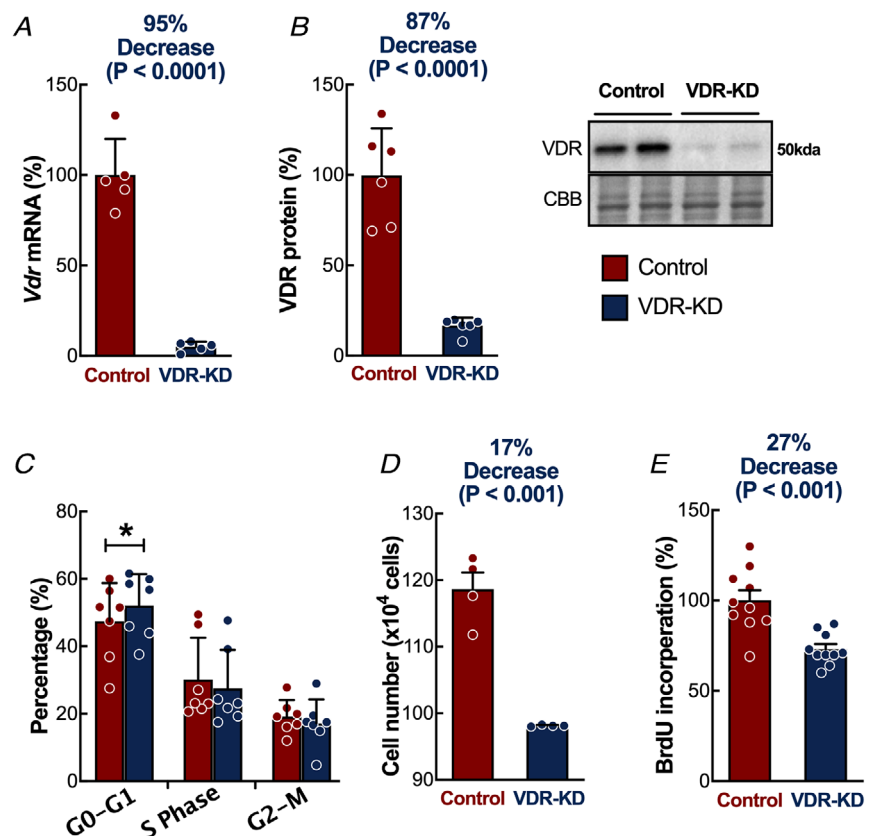 A
95%
Decrease
(P < 0.0001)
Vdr mRNA (%)
150
100
50
0
Control VDR-KD
B
87%
Decrease
(P < 0.0001)
VDR protein (%)
150
100
50
0
Control VDR-KD
Control VDR-KD
VDR
50kda
CBB
Control
VDR-KD
C
Percentage (%)
80
60
40
20
0
*
G0–G1
S Phase
G2–M
D
17%
Decrease
(P < 0.001)
Cell number (x10⁴ cells)
130
120
110
100
90
Control VDR-KD
E
27%
Decrease
(P < 0.001)
BrdU incorperation (%)
150
100
50
0
Control VDR-KD